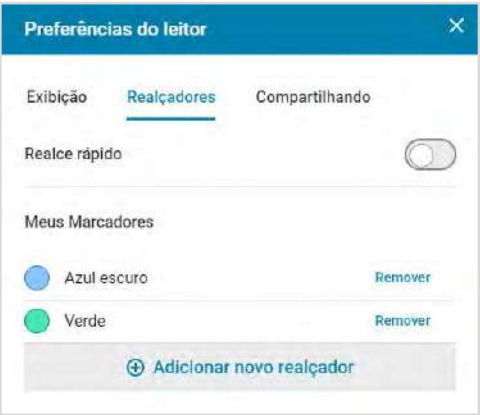 Preferências do leitor
Exibição Realçadores Compartilhando
Realce rápido
Meus Marcadores
Azul escuro Remover
Verde Remover
Adicionar novo realçador